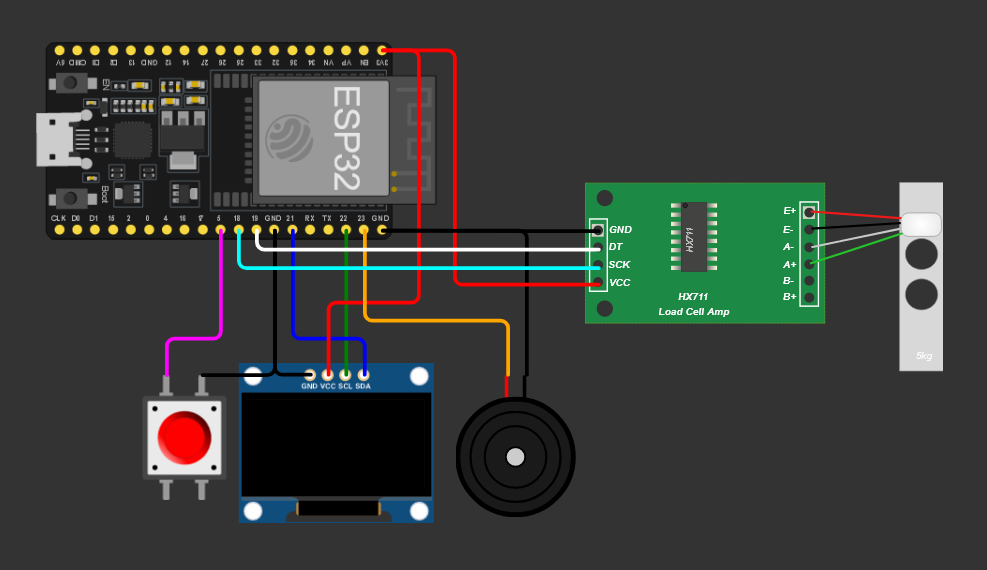 5V CMD D3 D2 13 GND 12 14 27 26 25 33 32 35 34 VN VP EN 3V3
EN
ESP32
Boot
CLK D0 D1 15 2 0 4 16 17 5 18 19 GND 21 RX TX 22 23 GND
GND
DT
SCK
VCC
HX711
HX711
Load Cell Amp
E+
E-
A-
A+
B-
B+
5kg
GND VCC SCL SDA